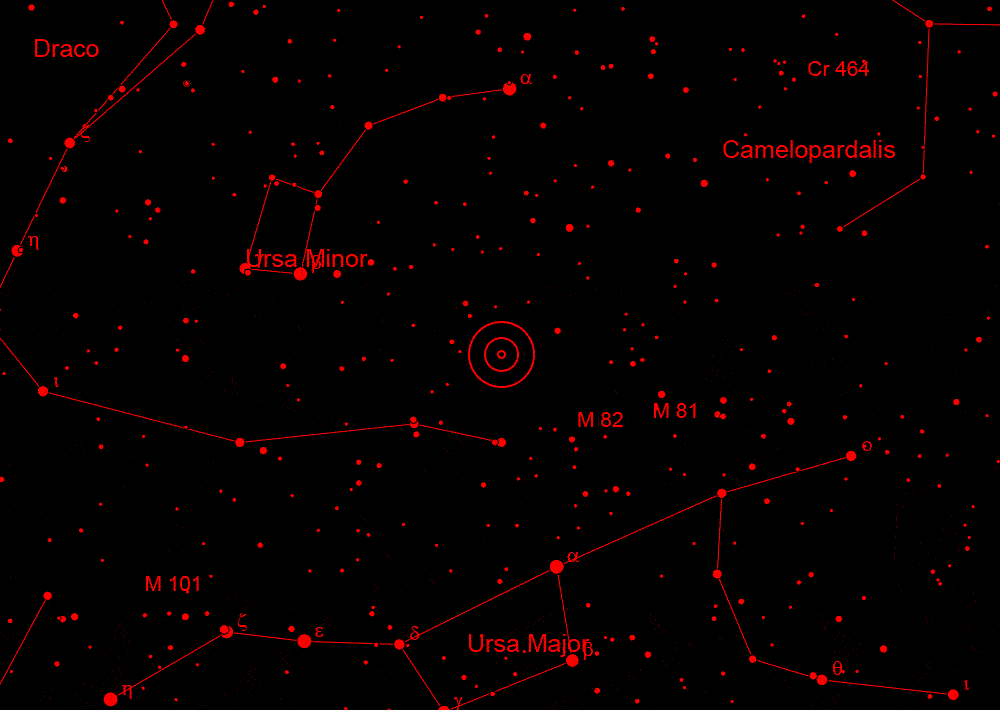 Draco
α
Cr 464
ζ
Camelopardalis
η
γ
Ursa Minor
β
ι
M 82
M 81
ο
α
M 101
ζ
ε
δ
Ursa Major
β
θ
ι
η
γ